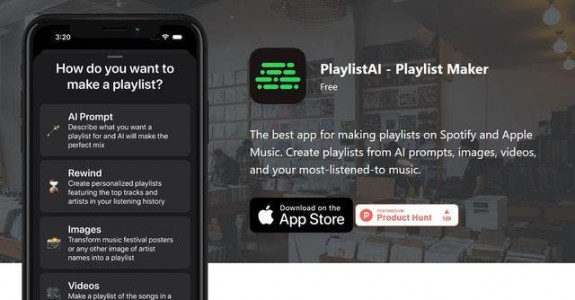 3:20
How do you want to
make a playlist?
AI Prompt
Describe what you want a
playlist for and AI will make the
perfect mix
Rewind
Create personalized playlists
featuring the top tracks and
artists in your listening history
Images
Transform music festival posters
or any other image of artist
names into a playlist
Videos
Make a playlist of the songs in a
PlaylistAI - Playlist Maker
Free
The best app for making playlists on Spotify and Apple
Music. Create playlists from AI prompts, images, videos,
and your most-listened-to music.
Download on the
App Store
P
FEATURED ON
Product Hunt